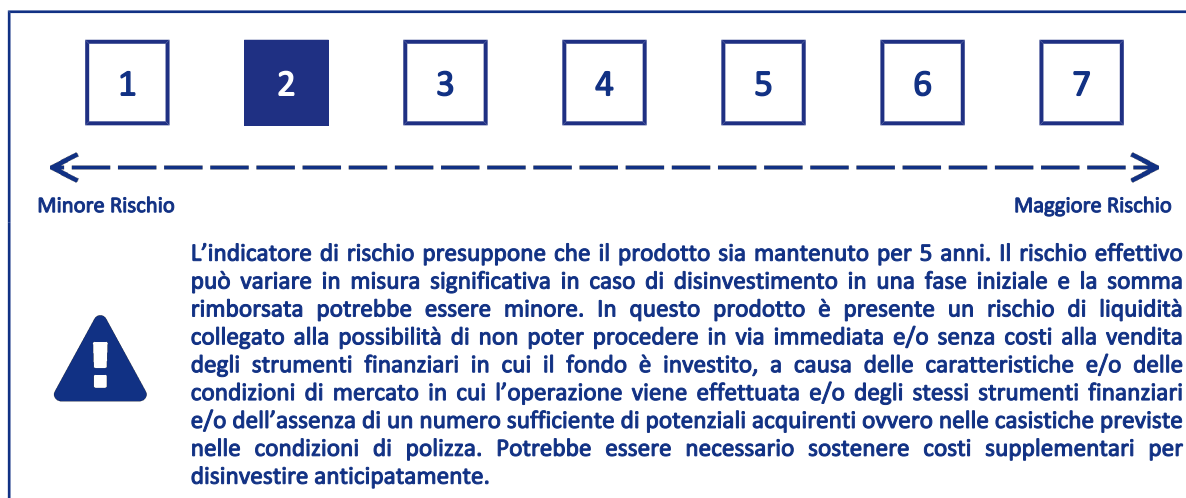 1 2 3 4 5 6 7
Minore Rischio Maggiore Rischio
L'indicatore di rischio presuppone che il prodotto sia mantenuto per 5 anni. Il rischio effettivo
può variare in misura significativa in caso di disinvestimento in una fase iniziale e la somma
rimborsata potrebbe essere minore. In questo prodotto è presente un rischio di liquidità
collegato alla possibilità di non poter procedere in via immediata e/o senza costi alla vendita
degli strumenti finanziari in cui il fondo è investito, a causa delle caratteristiche e/o delle
condizioni di mercato in cui l'operazione viene effettuata e/o degli stessi strumenti finanziari
e/o dell'assenza di un numero sufficiente di potenziali acquirenti ovvero nelle casistiche previste
nelle condizioni di polizza. Potrebbe essere necessario sostenere costi supplementari per
disinvestire anticipatamente.